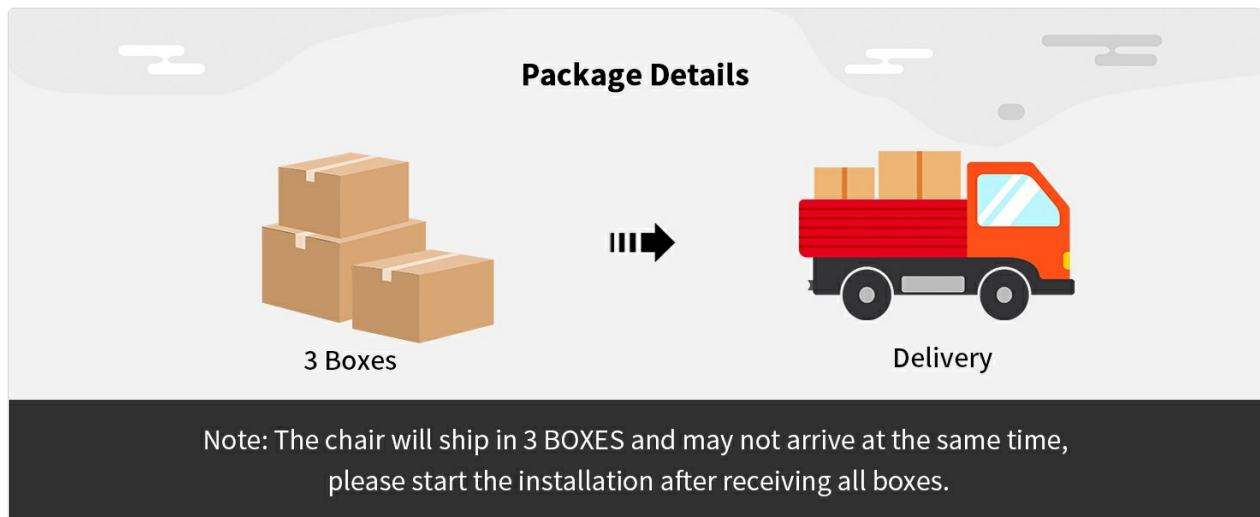 Package Details
3 Boxes
Delivery
Note: The chair will ship in 3 BOXES and may not arrive at the same time,
please start the installation after receiving all boxes.